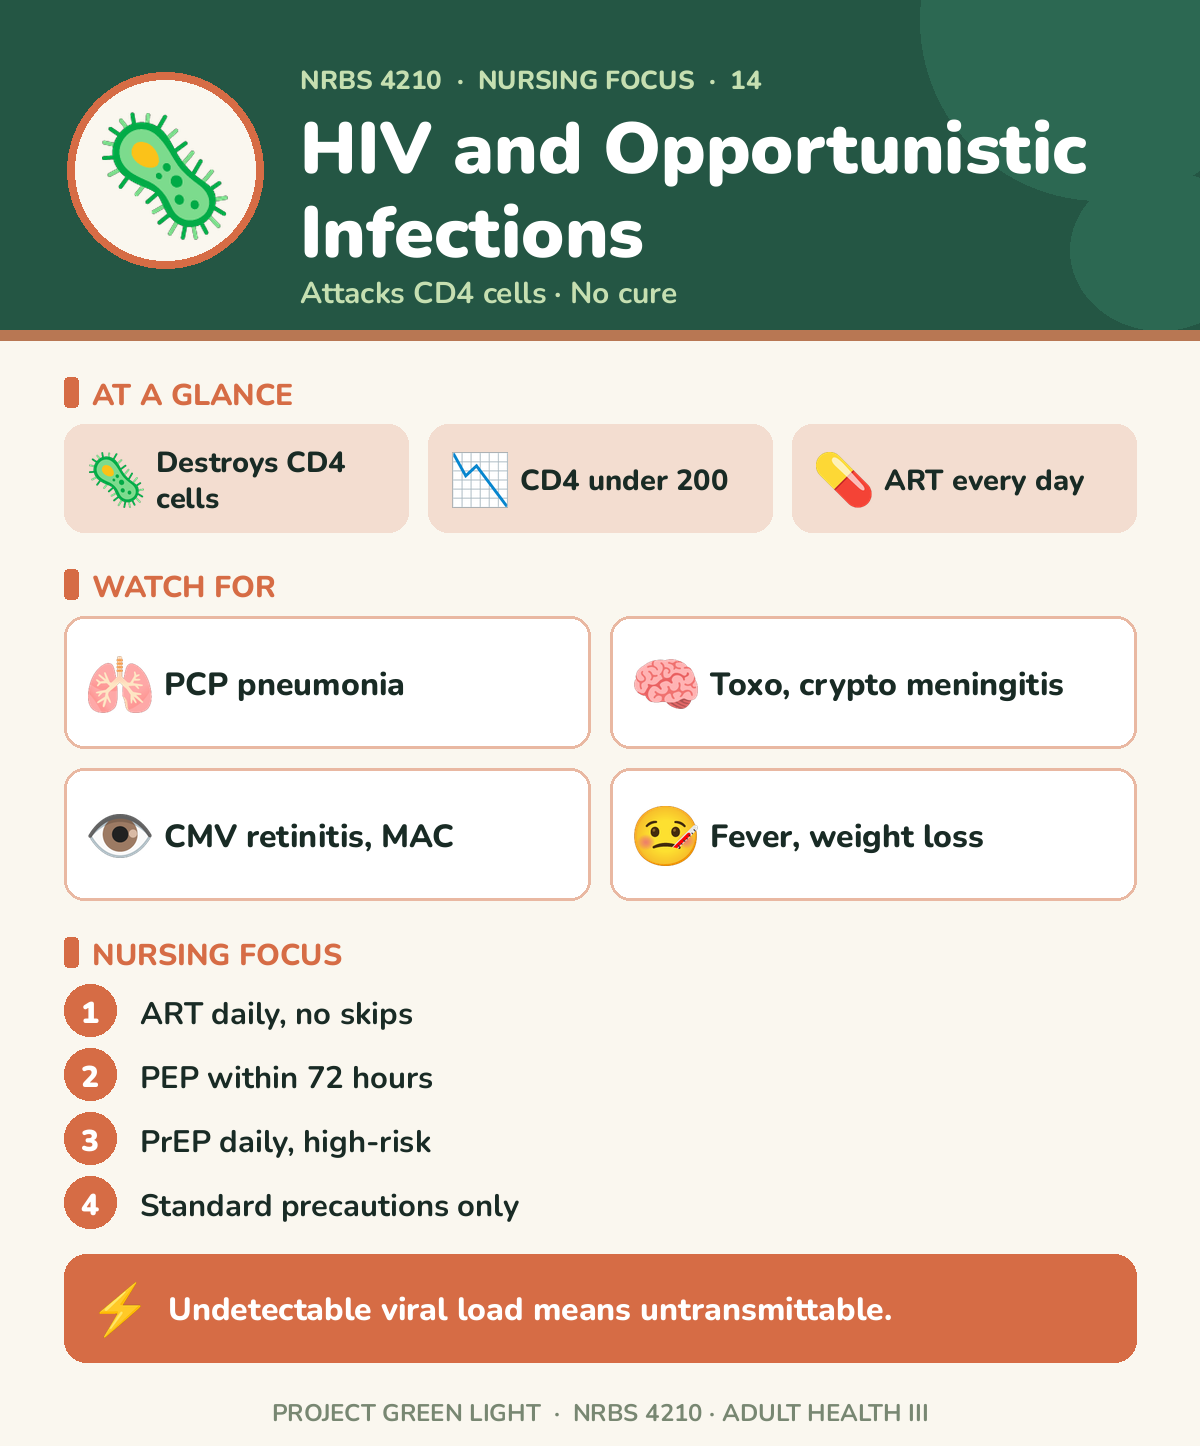 NRBS 4210 · NURSING FOCUS · 14
HIV and Opportunistic
Infections
Attacks CD4 cells · No cure
AT A GLANCE
Destroys CD4
cells
CD4 under 200
ART every day
WATCH FOR
PCP pneumonia
Toxo, crypto meningitis
CMV retinitis, MAC
Fever, weight loss
NURSING FOCUS
1 ART daily, no skips
2 PEP within 72 hours
3 PrEP daily, high-risk
4 Standard precautions only
Undetectable viral load means untransmittable.
PROJECT GREEN LIGHT · NRBS 4210 · ADULT HEALTH III